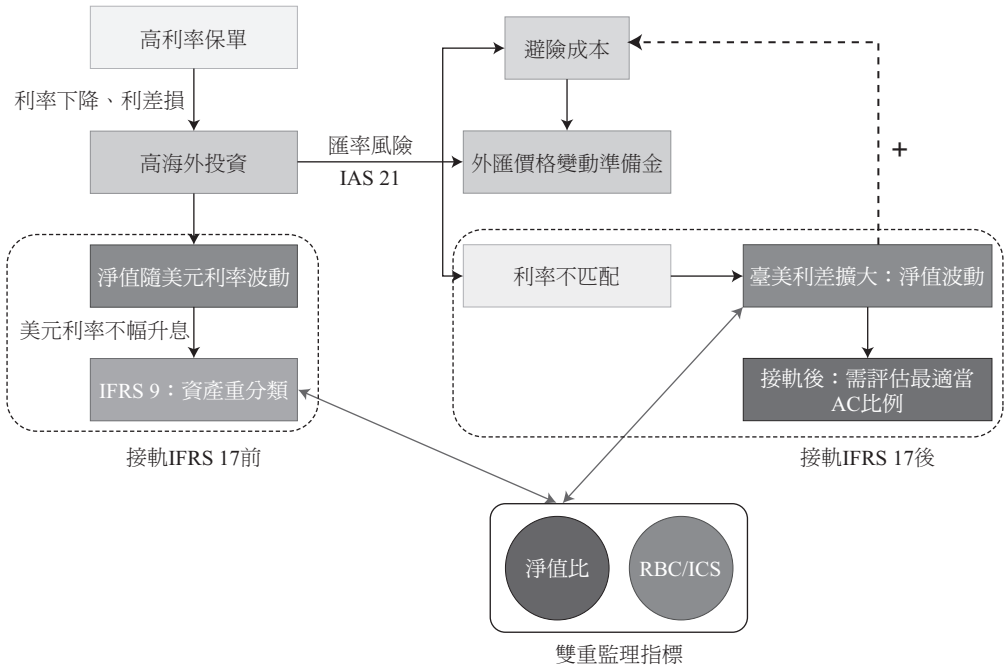 高利率保單
利率下降、利差損
高海外投資
匯率風險
IAS 21
避險成本
外匯價格變動準備金
+
淨值隨美元利率波動
美元利率不幅升息
IFRS 9：資產重分類
接軌IFRS 17前
利率不匹配
臺美利差擴大：淨值波動
接軌後：需評估最適當
AC比例
接軌IFRS 17後
淨值比
RBC/ICS
雙重監理指標